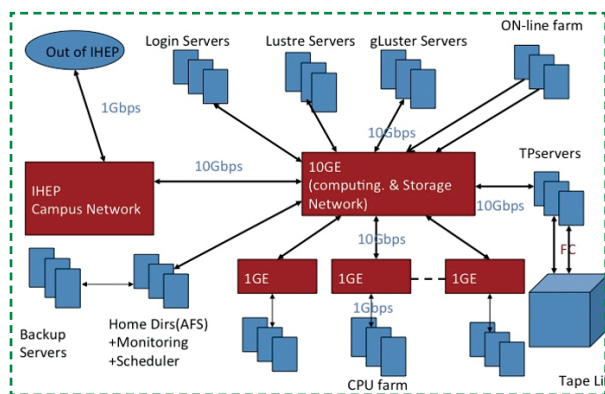 Out of IHEP
Login Servers
Lustre Servers
gLuster Servers
ON-line farm
1Gbps
10Gbps
10Gbps
IHEP
Campus Network
10GE
(computing. & Storage
Network)
TPservers
10Gbps
FC
10Gbps
1GE
1GE
1GE
1Gbps
Backup
Servers
Home Dirs(AFS)
+Monitoring
+Scheduler
CPU farm
Tape Li